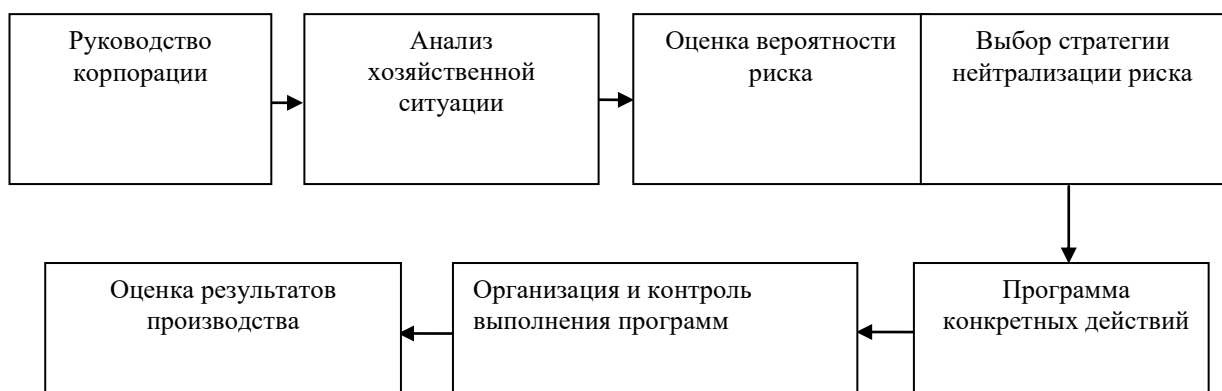 Руководство
корпорации
Анализ
хозяйственной
ситуации
Оценка вероятности
риска
Выбор стратегии
нейтрализации риска
Оценка результатов
производства
Организация и контроль
выполнения программ
Программа
конкретных действий